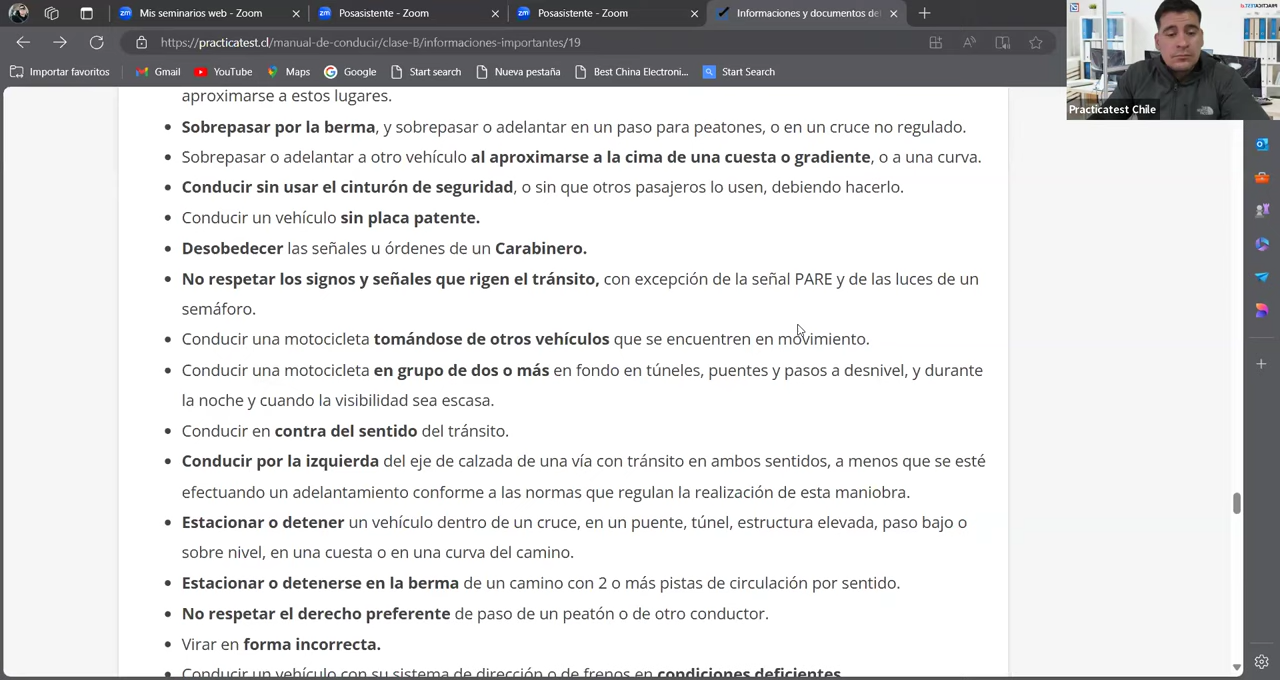 Mis seminarios web - Zoom
Posasistente - Zoom
Posasistente - Zoom
Informaciones y documentos de
https://practicatest.cl/manual-de-conducir/clase-B/informaciones-importantes/19
Importar favoritos
Gmail
YouTube
Maps
Google
Start search
Nueva pestaña
Best China Electroni...
Start Search
Practicatest Chile
aproximarse a estos lugares.
Sobrepasar por la berma, y sobrepasar o adelantar en un paso para peatones, o en un cruce no regulado.
Sobrepasar o adelantar a otro vehículo al aproximarse a la cima de una cuesta o gradiente, o a una curva.
Conducir sin usar el cinturón de seguridad, o sin que otros pasajeros lo usen, debiendo hacerlo.
Conducir un vehículo sin placa patente.
Desobedecer las señales u órdenes de un Carabinero.
No respetar los signos y señales que rigen el tránsito, con excepción de la señal PARE y de las luces de un
semáforo.
Conducir una motocicleta tomándose de otros vehículos que se encuentren en movimiento.
Conducir una motocicleta en grupo de dos o más en fondo en túneles, puentes y pasos a desnivel, y durante
la noche y cuando la visibilidad sea escasa.
Conducir en contra del sentido del tránsito.
Conducir por la izquierda del eje de calzada de una vía con tránsito en ambos sentidos, a menos que se esté
efectuando un adelantamiento conforme a las normas que regulan la realización de esta maniobra.
Estacionar o detener un vehículo dentro de un cruce, en un puente, túnel, estructura elevada, paso bajo o
sobre nivel, en una cuesta o en una curva del camino.
Estacionar o detenerse en la berma de un camino con 2 o más pistas de circulación por sentido.
No respetar el derecho preferente de paso de un peatón o de otro conductor.
Virar en forma incorrecta.
Conducir un vehículo con su sistema de dirección o de frenos en condiciones deficientes